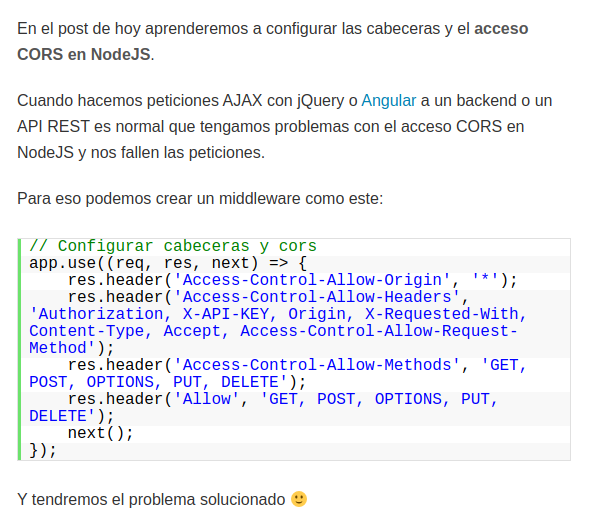 En el post de hoy aprenderemos a configurar las cabeceras y el acceso
CORS en NodeJS.
Cuando hacemos peticiones AJAX con jQuery o Angular a un backend o un
API REST es normal que tengamos problemas con el acceso CORS en
NodeJS y nos fallen las peticiones.
Para eso podemos crear un middleware como este:
// Configurar cabeceras y cors
app.use((req, res, next) => {
    res.header('Access-Control-Allow-Origin', '*');
    res.header('Access-Control-Allow-Headers',
'Authorization, X-API-KEY, Origin, X-Requested-With,
Content-Type, Accept, Access-Control-Allow-Request-
Method');
    res.header('Access-Control-Allow-Methods', 'GET,
POST, OPTIONS, PUT, DELETE');
    res.header('Allow', 'GET, POST, OPTIONS, PUT,
DELETE');
    next();
});
Y tendremos el problema solucionado 🙂